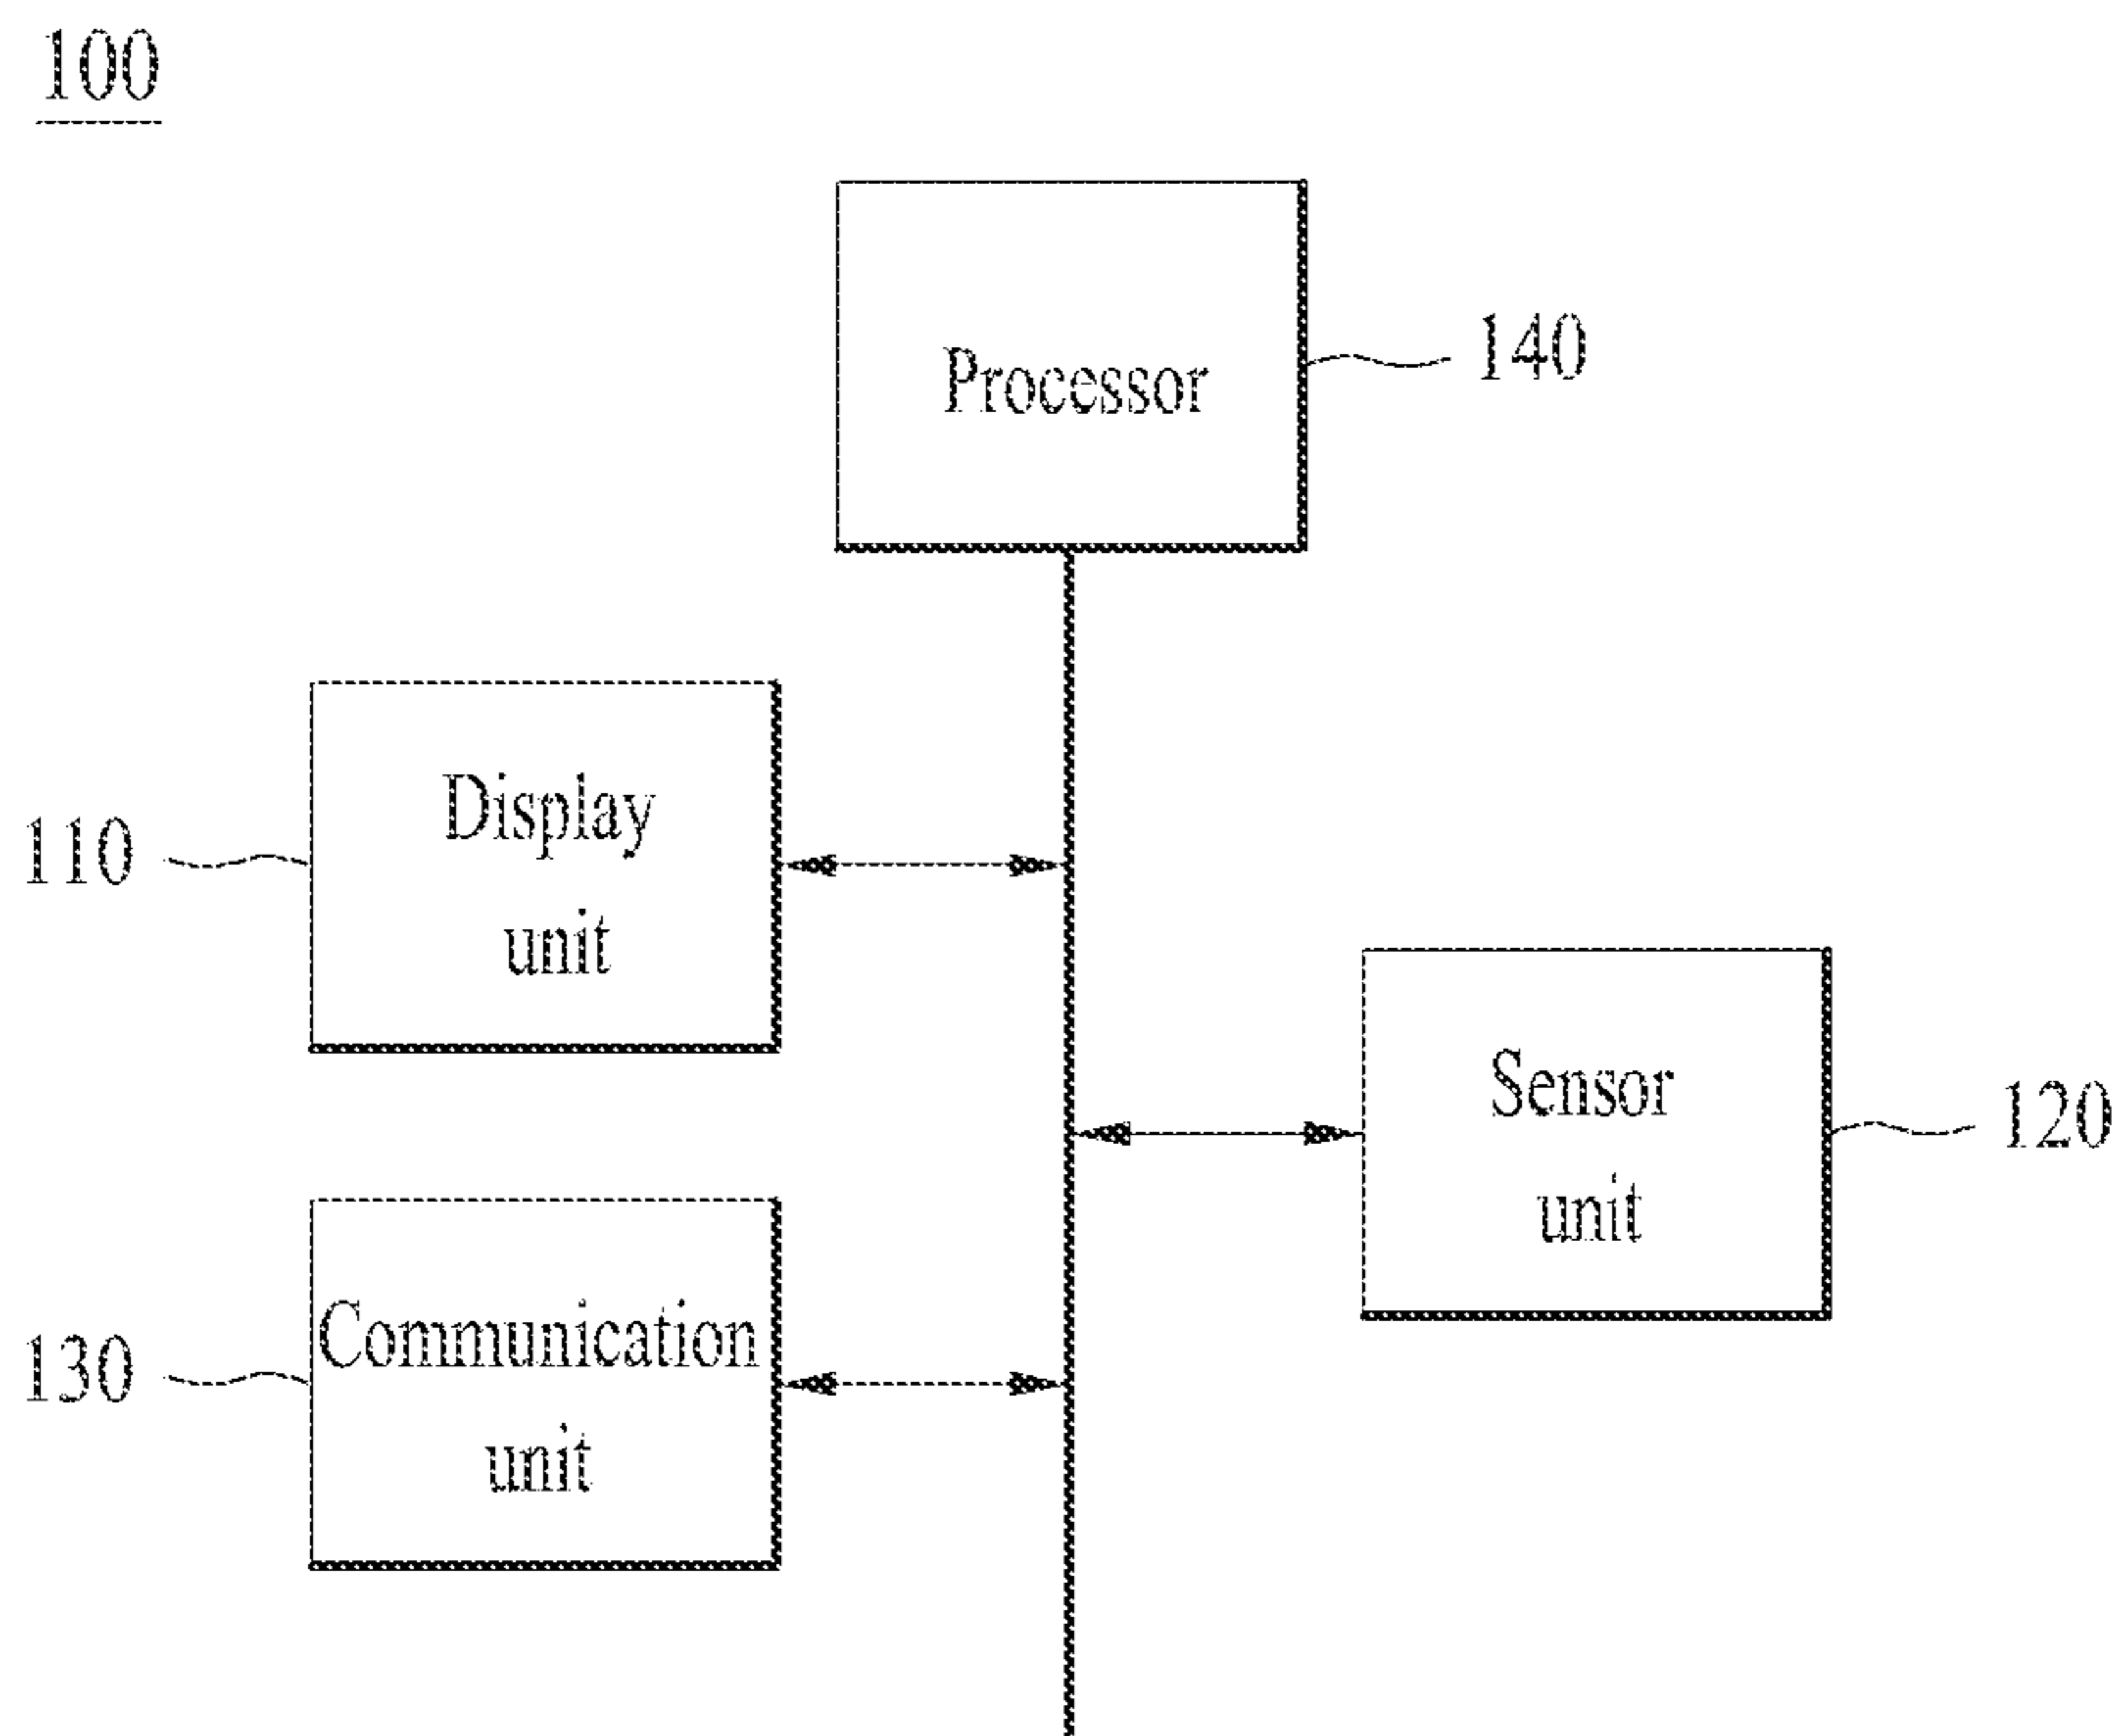 100
Processor
140
Display
unit
110
Sensor
unit
120
Communication
unit
130